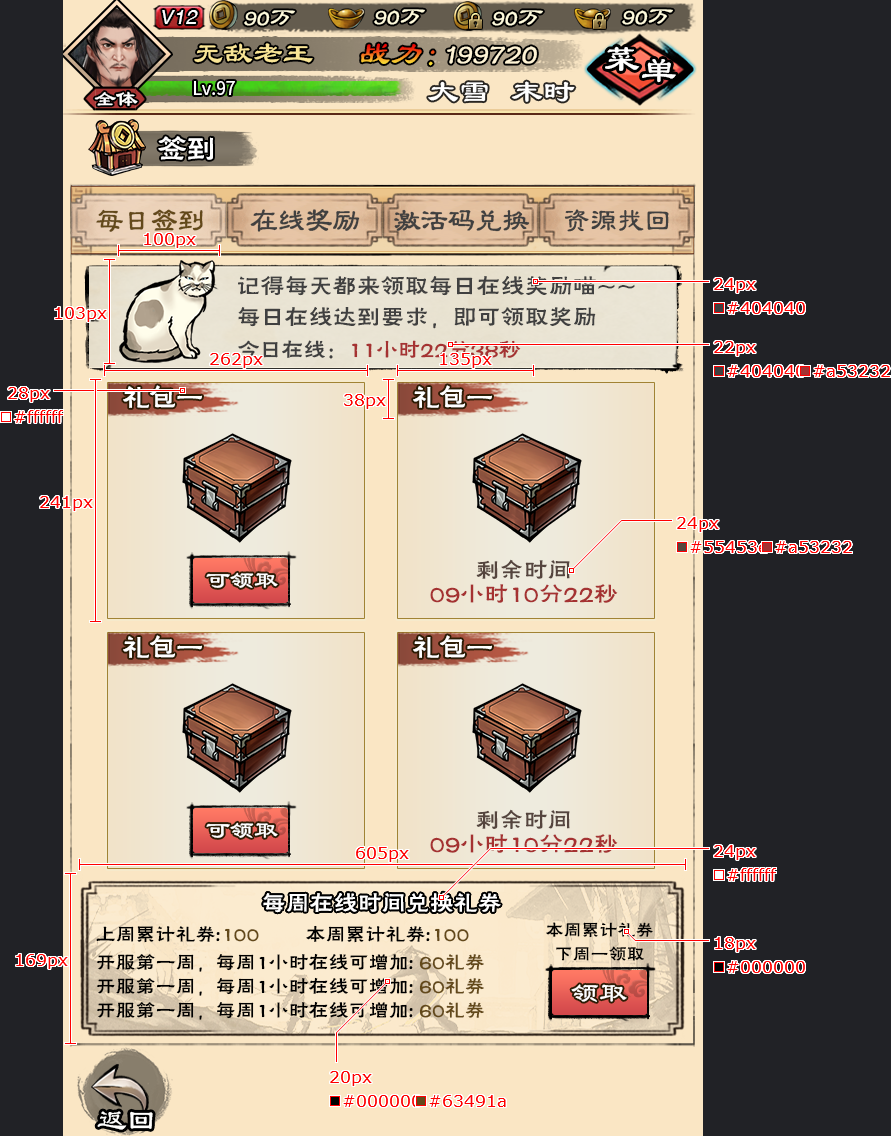 V12 90万 90万 90万 90万
无敌老王 战力：199720
菜单
Lv.97
全体
大雪 未时
签到
每日签到 在线奖励 激活码兑换 资源找回
100px
记得每天都来领取每日在线奖励喵~~
24px
#404040
103px
每日在线达到要求，即可领取奖励
今日在线：11小时22分38秒
22px
262px 135px
#404040 #a53232
28px
#ffffff
礼包一 38px 礼包一
241px
24px
#55453d #a53232
剩余时间
可领取
09小时10分22秒
礼包一 礼包一
剩余时间
可领取
09小时10分22秒
605px
24px
#ffffff
每周在线时间兑换礼券
上周累计礼券:100 本周累计礼券:100 本周累计礼券
18px
下周一领取
169px
开服第一周，每周1小时在线可增加: 60礼券
#000000
开服第一周，每周1小时在线可增加: 60礼券
领取
开服第一周，每周1小时在线可增加: 60礼券
20px
#000000 #63491a
返回